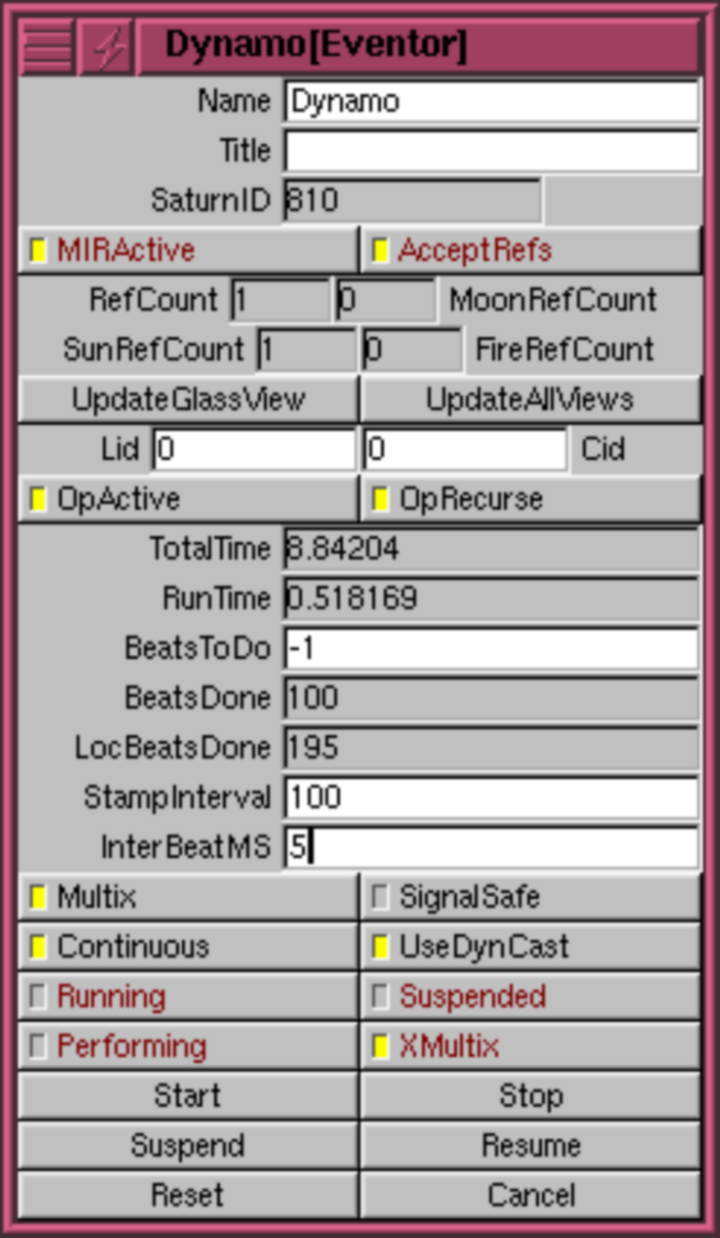 Dynamo[Eventor]
Name Dynamo
Title
SaturnID 810
MIRActive AcceptRefs
RefCount 1 0 MoonRefCount
SunRefCount 1 0 FireRefCount
UpdateGlassView UpdateAllViews
Lid 0 0 Cid
OpActive OpRecurse
TotalTime 8.84204
RunTime 0.518169
BeatsToDo -1
BeatsDone 100
LocBeatsDone 195
StampInterval 100
InterBeatMS 5
Multix SignalSafe
Continuous UseDynCast
Running Suspended
Performing XMultix
Start Stop
Suspend Resume
Reset Cancel